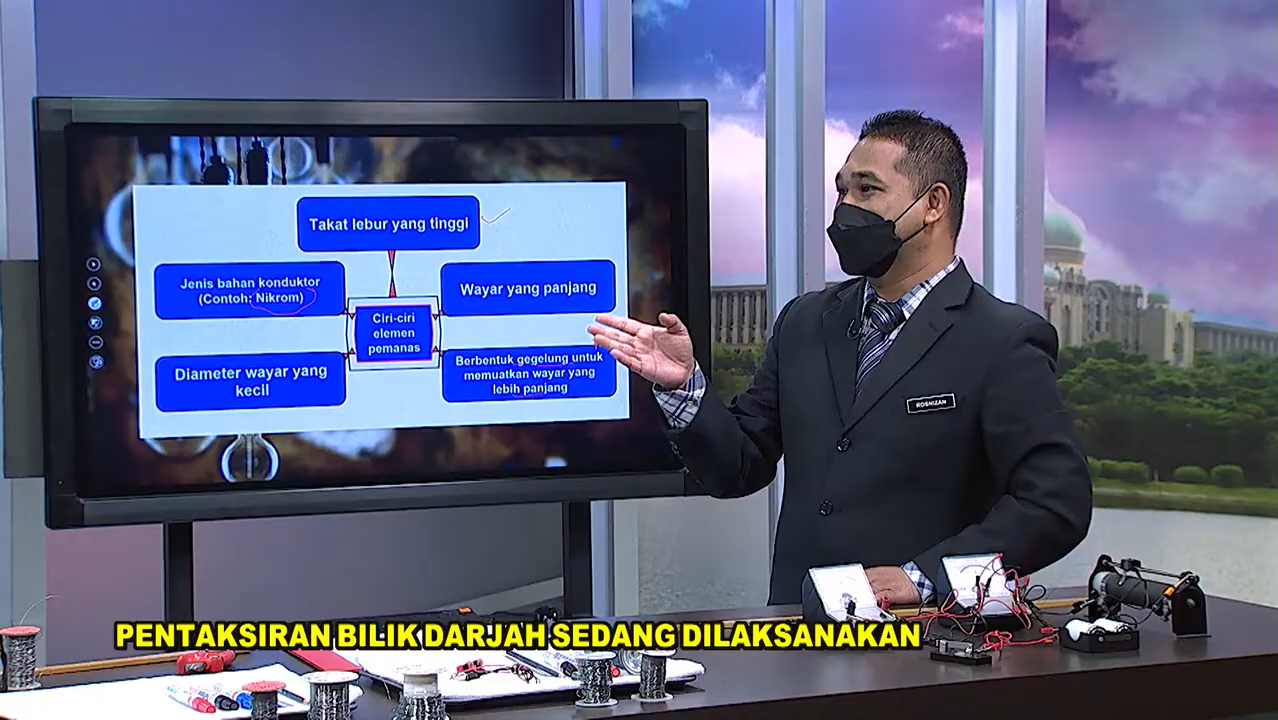 Takat lebur yang tinggi
Jenis bahan konduktor
(Contoh: Nikrom)
Wayar yang panjang
Ciri-ciri
elemen
pemanas
Diameter wayar yang
kecil
Berbentuk gegelung untuk
memuatkan wayar yang
lebih panjang
ROSHIZAN
PENTAKSIRAN BILIK DARJAH SEDANG DILAKSANAKAN